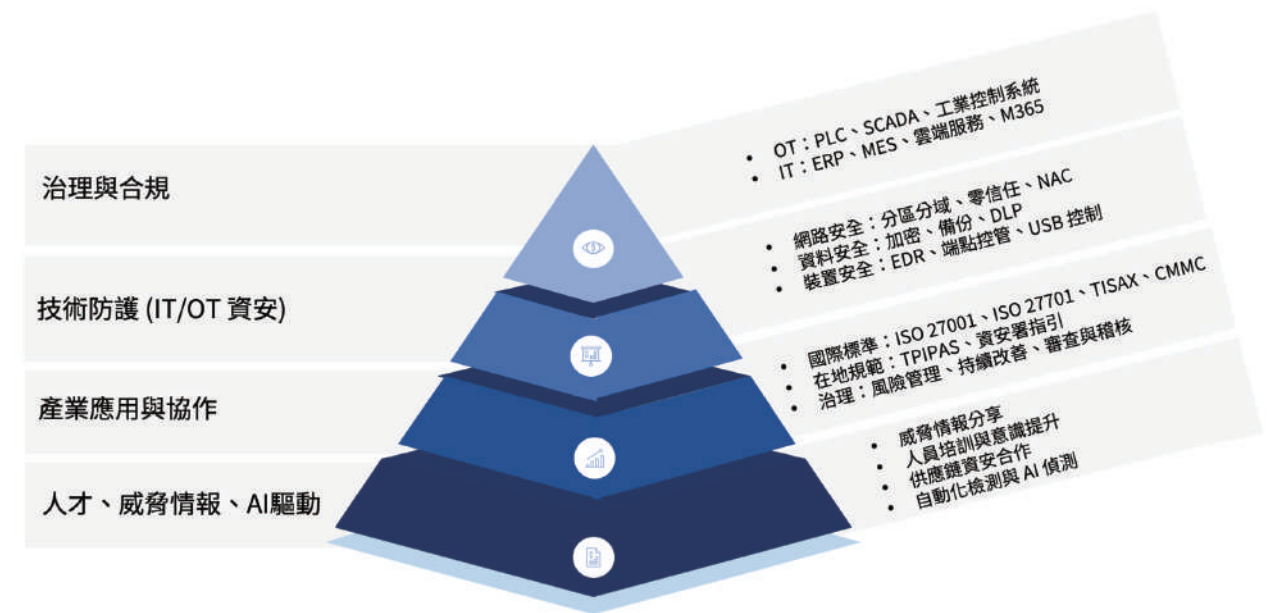 治理與合規
技術防護 (IT/OT 資安)
產業應用與協作
人才、威脅情報、AI驅動
• OT：PLC、SCADA、工業控制系統
• IT：ERP、MES、雲端服務、M365
• 網路安全：分區分域、零信任、NAC
• 資料安全：加密、備份、DLP
• 裝置安全：EDR、端點控管、USB 控制
• 國際標準：ISO 27001、ISO 27701、TISAX、CMMC
• 在地規範：TPIPAS、資安署指引
• 治理：風險管理、持續改善、審查與稽核
• 威脅情報分享
• 人員培訓與意識提升
• 供應鏈資安合作
• 自動化檢測與 AI 偵測